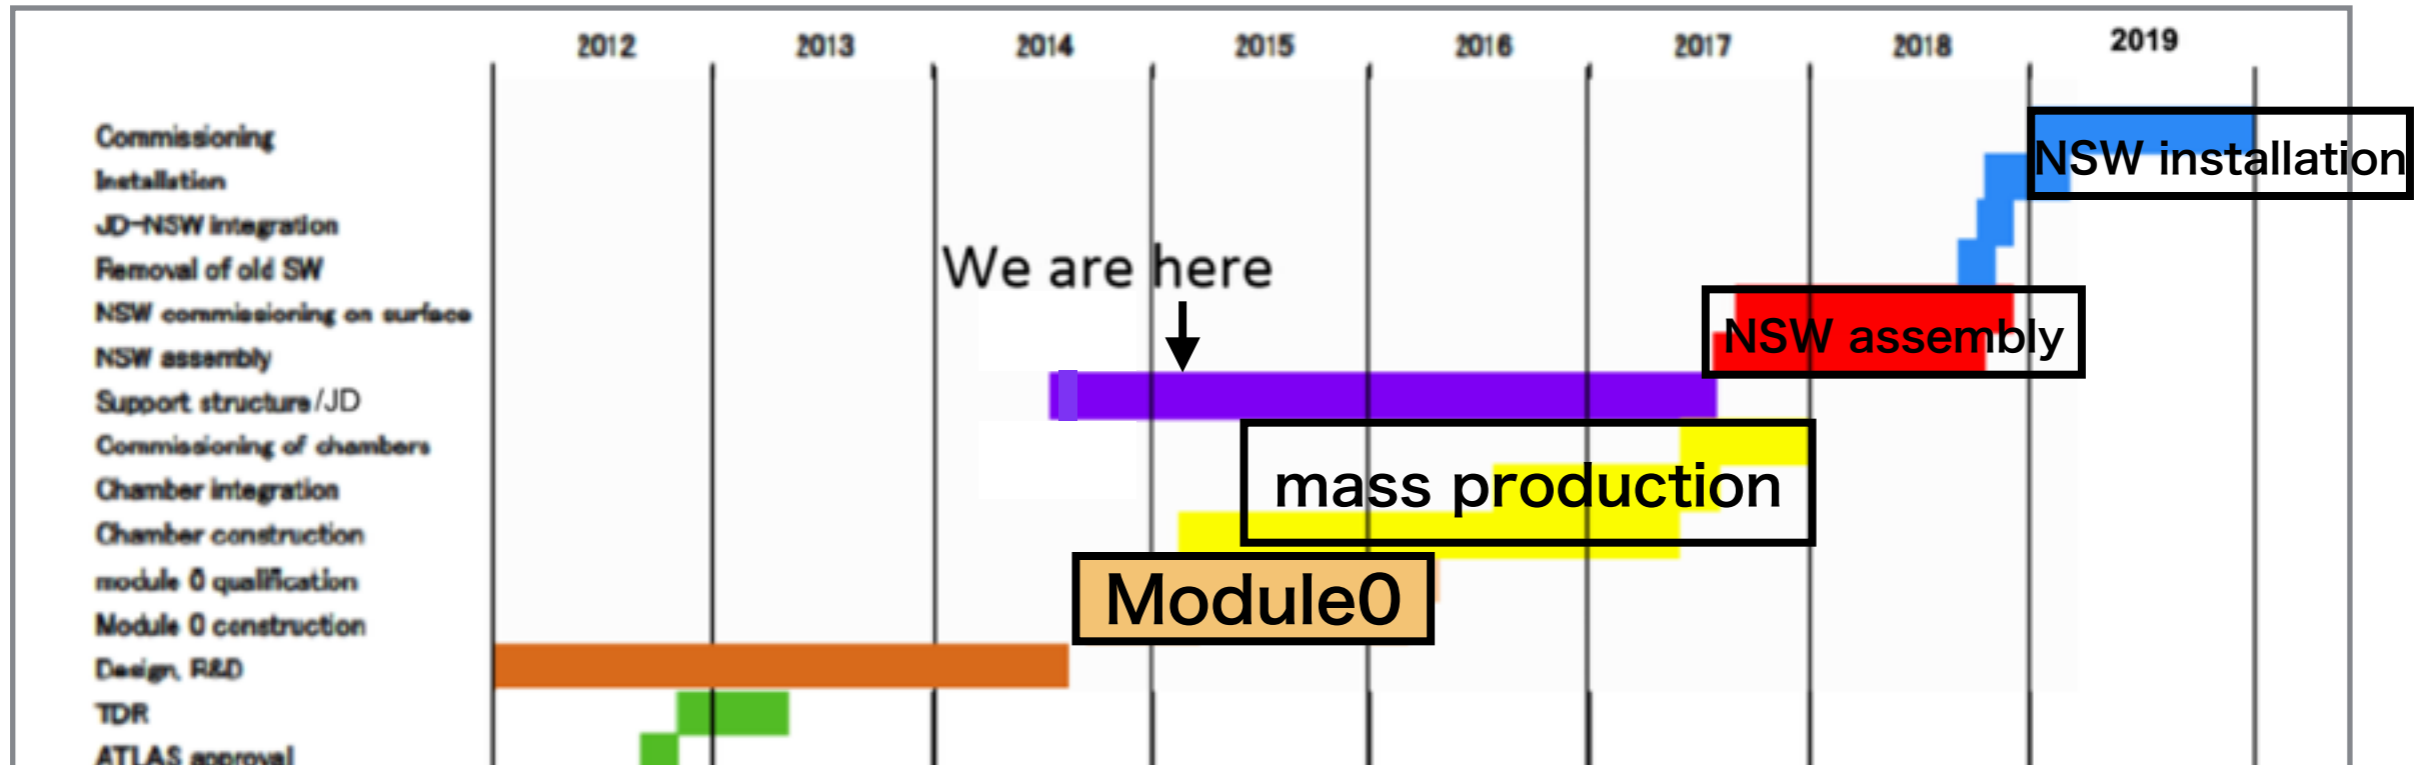 2012 2013 2014 2015 2016 2017 2018 2019
Commissioning
NSW installation
Installation
JD-NSW integration
Removal of old SW
We are here
NSW commissioning on surface
NSW assembly
NSW assembly
Support structure/JD
Commissioning of chambers
Chamber integration
mass production
Chamber construction
module 0 qualification
Module0
Module 0 construction
Design, R&D
TDR
ATLAS approval